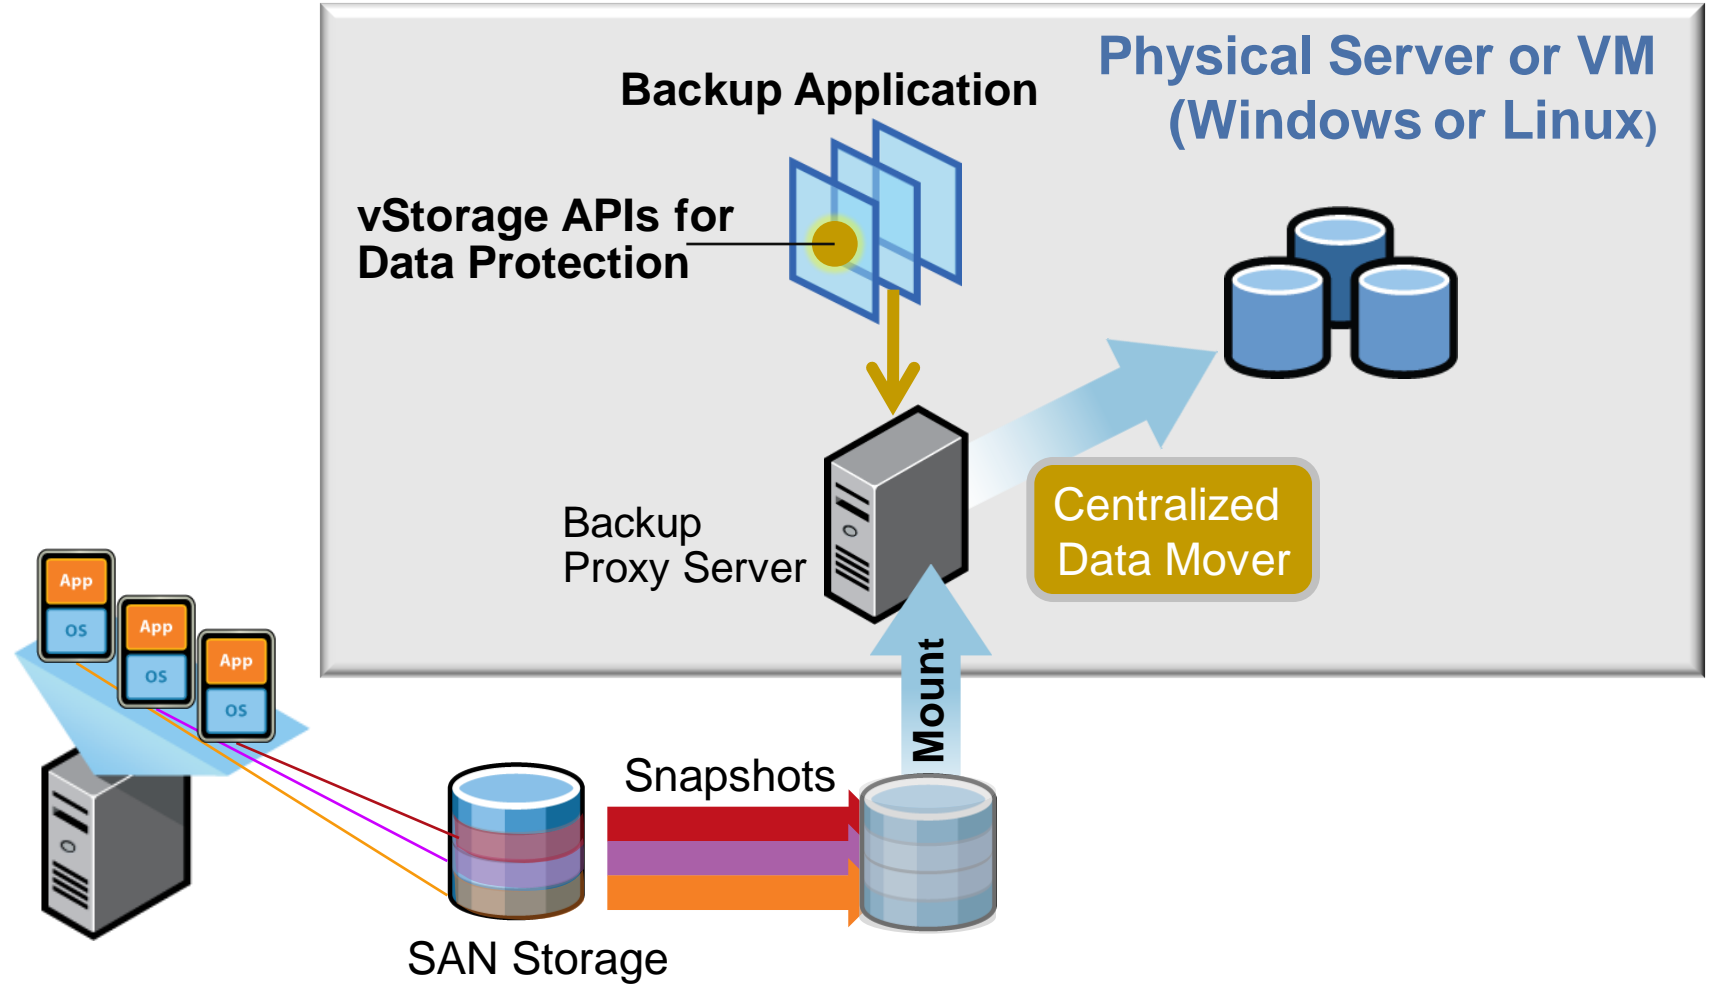 Physical Server or VM
(Windows or Linux)
Backup Application
vStorage APIs for
Data Protection
Centralized
Data Mover
Backup
Proxy Server
App
OS
App
OS
App
OS
Mount
Snapshots
SAN Storage